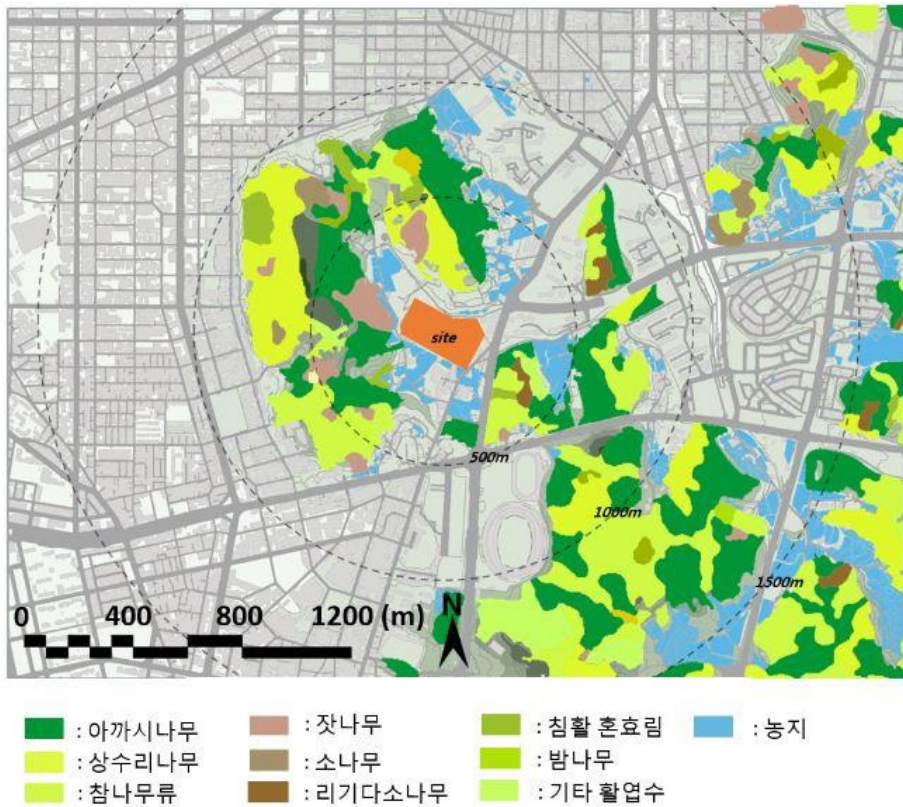 site
500m
1000m
1500m
0 400 800 1200 (m)
N
: 아까시나무 : 잣나무 : 침활 혼효림 : 농지
: 상수리나무 : 소나무 : 밤나무
: 참나무류 : 리기다소나무 : 기타 활엽수